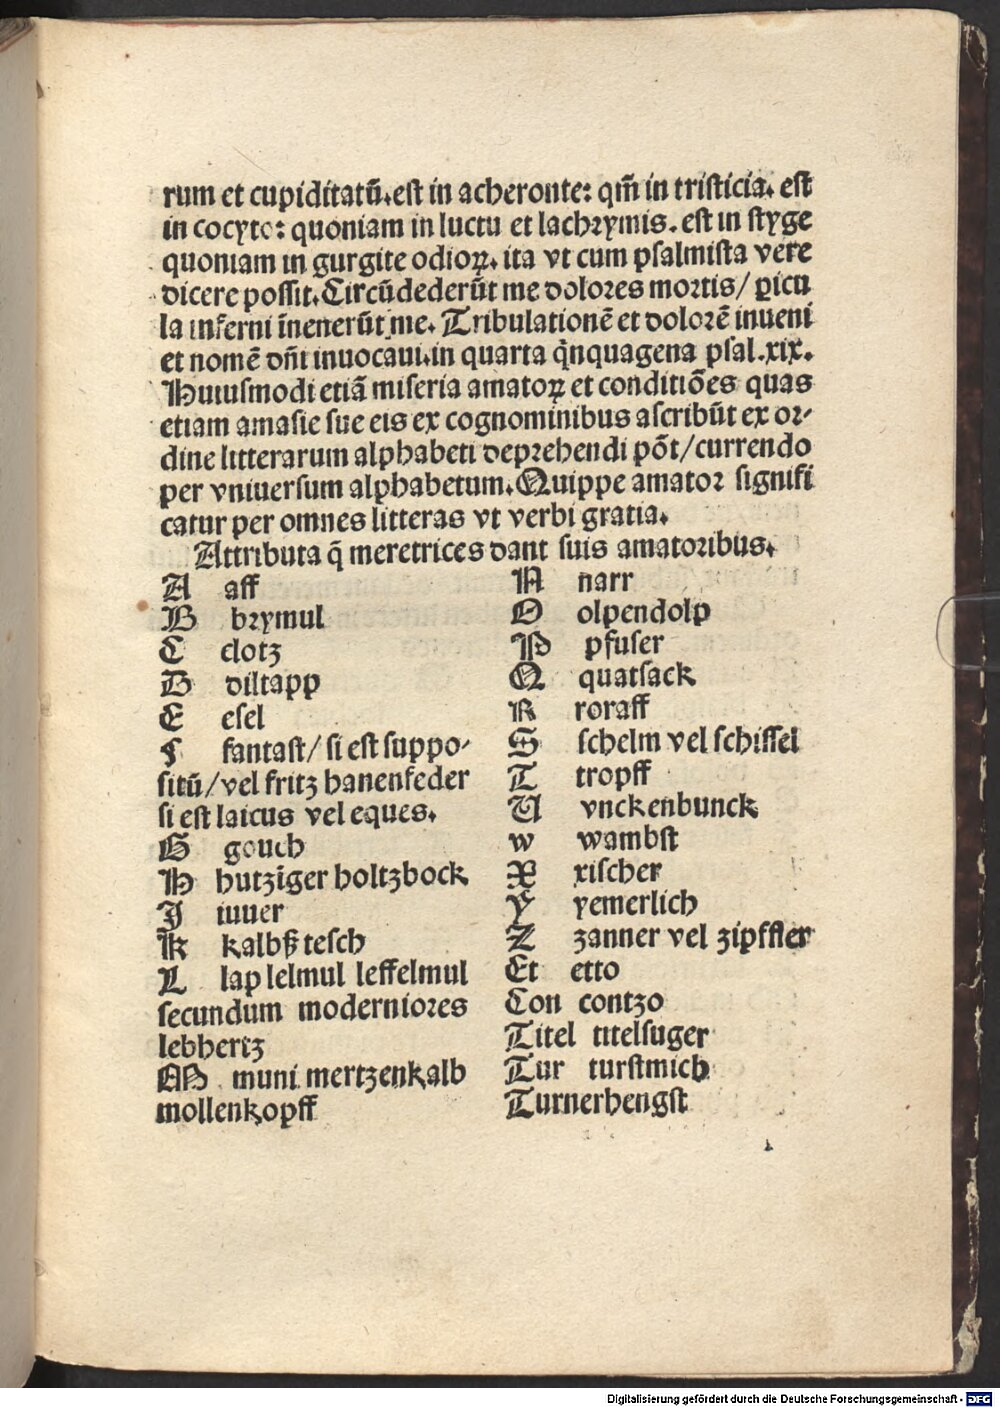 rum et cupiditatū.est in acheronte: qm̄ in tristicia. est
in cocyto: quoniam in luctu et lachrymis. est in styge
quoniam in gurgite odioꝝ. ita vt cum psalmista vere
dicere possit. Circūdederūt me dolores mortis/ ꝑicu
la inferni īnenerūt me. Tribulationē et dolorē inueni
et nomē dn̄i inuocaui.in quarta q̄nquagena psal.xix.
Huiusmodi etiā miseria amatoꝝ et conditiōes quas
etiam amasie sue eis ex cognominibus ascribūt ex or-
dine litterarum alphabeti deprehendi pōt/currendo
per vniuersum alphabetum. Quippe amator signifi
catur per omnes litteras vt verbi gratia.
Attributa q̄ meretrices dant suis amatoribus.
A aff
B brymul
C clotz
D diltapp
E esel
F fantast/ si est suppo-
sitū/ vel fritz hanenfeder
si est laicus vel eques.
G gouch
H hutzīger holtzbock
J iuuer
K kalbß tesch
L lap lelmul leffelmul
secundum moderniores
lebhertz
M muni mertzenkalb
mollenkopff
N narr
O olpendolp
P pfuser
Q quatsack
R roraff
S schelm vel schiffel
T tropff
U vnckenbunck
w wambst
X xischer
Y yemerlich
Z zanner vel zipffler
Et etto
Con contzo
Titel titelsuger
Tur turstmich
Turnerhengst
Digitalisierung gefördert durch die Deutsche Forschungsgemeinschaft - DFG